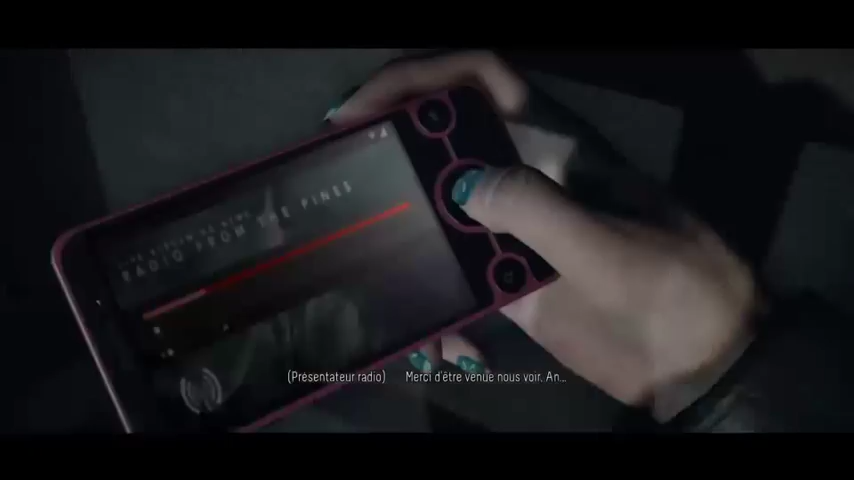 RADIO FROM THE PINES
(Présentateur radio) Merci d'être venue nous voir. An...